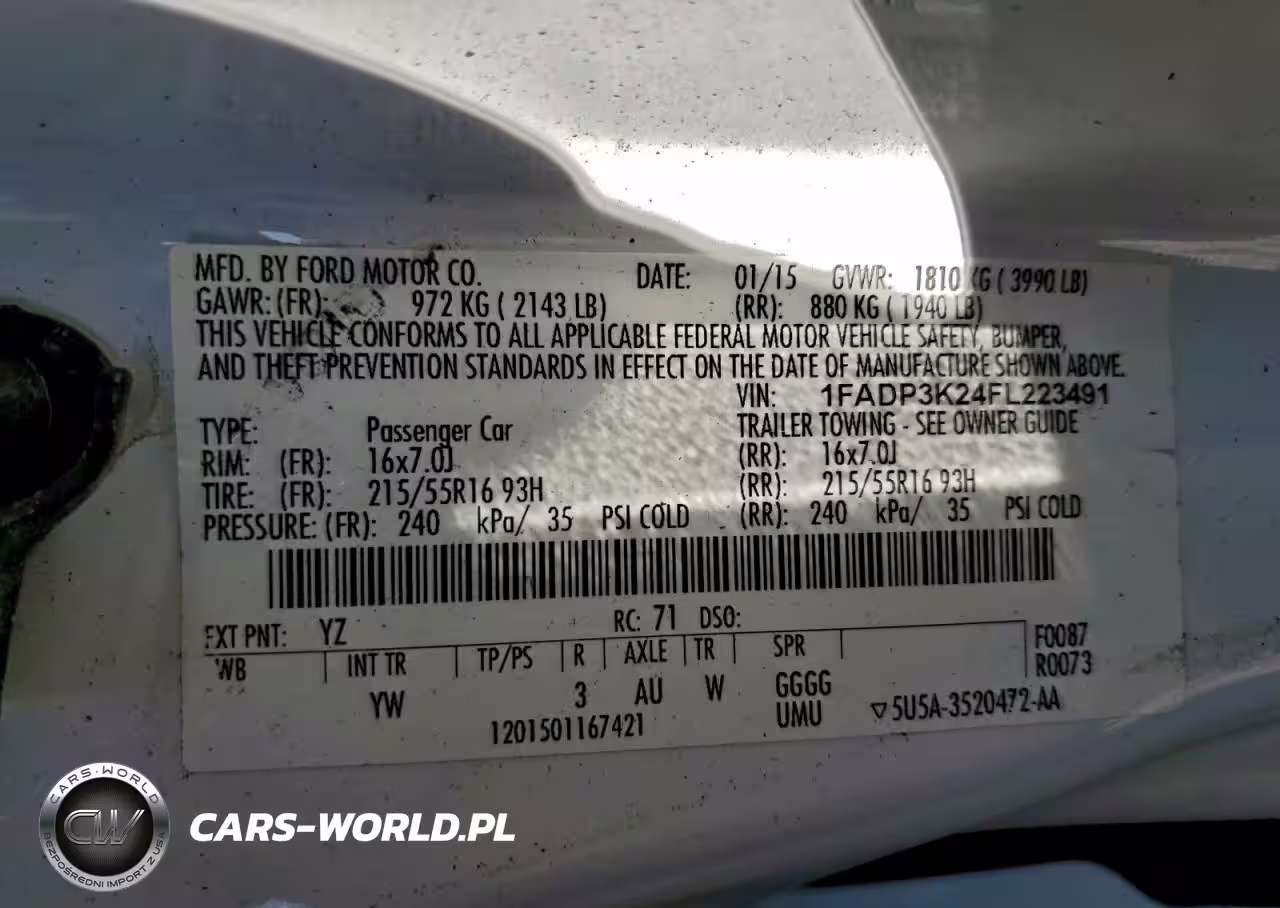 MFD. BY FORD MOTOR CO. DATE: 01/15 GVWR: 1810 KG ( 3990 LB)
GAWR: (FR): 972 KG ( 2143 LB) (RR): 880 KG ( 1940 LB)
THIS VEHICLE CONFORMS TO ALL APPLICABLE FEDERAL MOTOR VEHICLE SAFETY, BUMPER,
AND THEFT PREVENTION STANDARDS IN EFFECT ON THE DATE OF MANUFACTURE SHOWN ABOVE.
VIN: 1FADP3K24FL223491
TYPE: Passenger Car TRAILER TOWING - SEE OWNER GUIDE
RIM: (FR): 16x7.0J (RR): 16x7.0J
TIRE: (FR): 215/55R16 93H (RR): 215/55R16 93H
PRESSURE: (FR): 240 kPa/ 35 PSI COLD (RR): 240 kPa/ 35 PSI COLD
EXT PNT: YZ RC: 71 DSO:
WB INT TR TP/PS R AXLE TR SPR F0087
R0073
YW 3 AU W GGGG
UMU
1201501167421 ▽5U5A-3520472-AA
CARS-WORLD
CW
BEZPOŚREDNI IMPORT Z USA
CARS-WORLD.PL